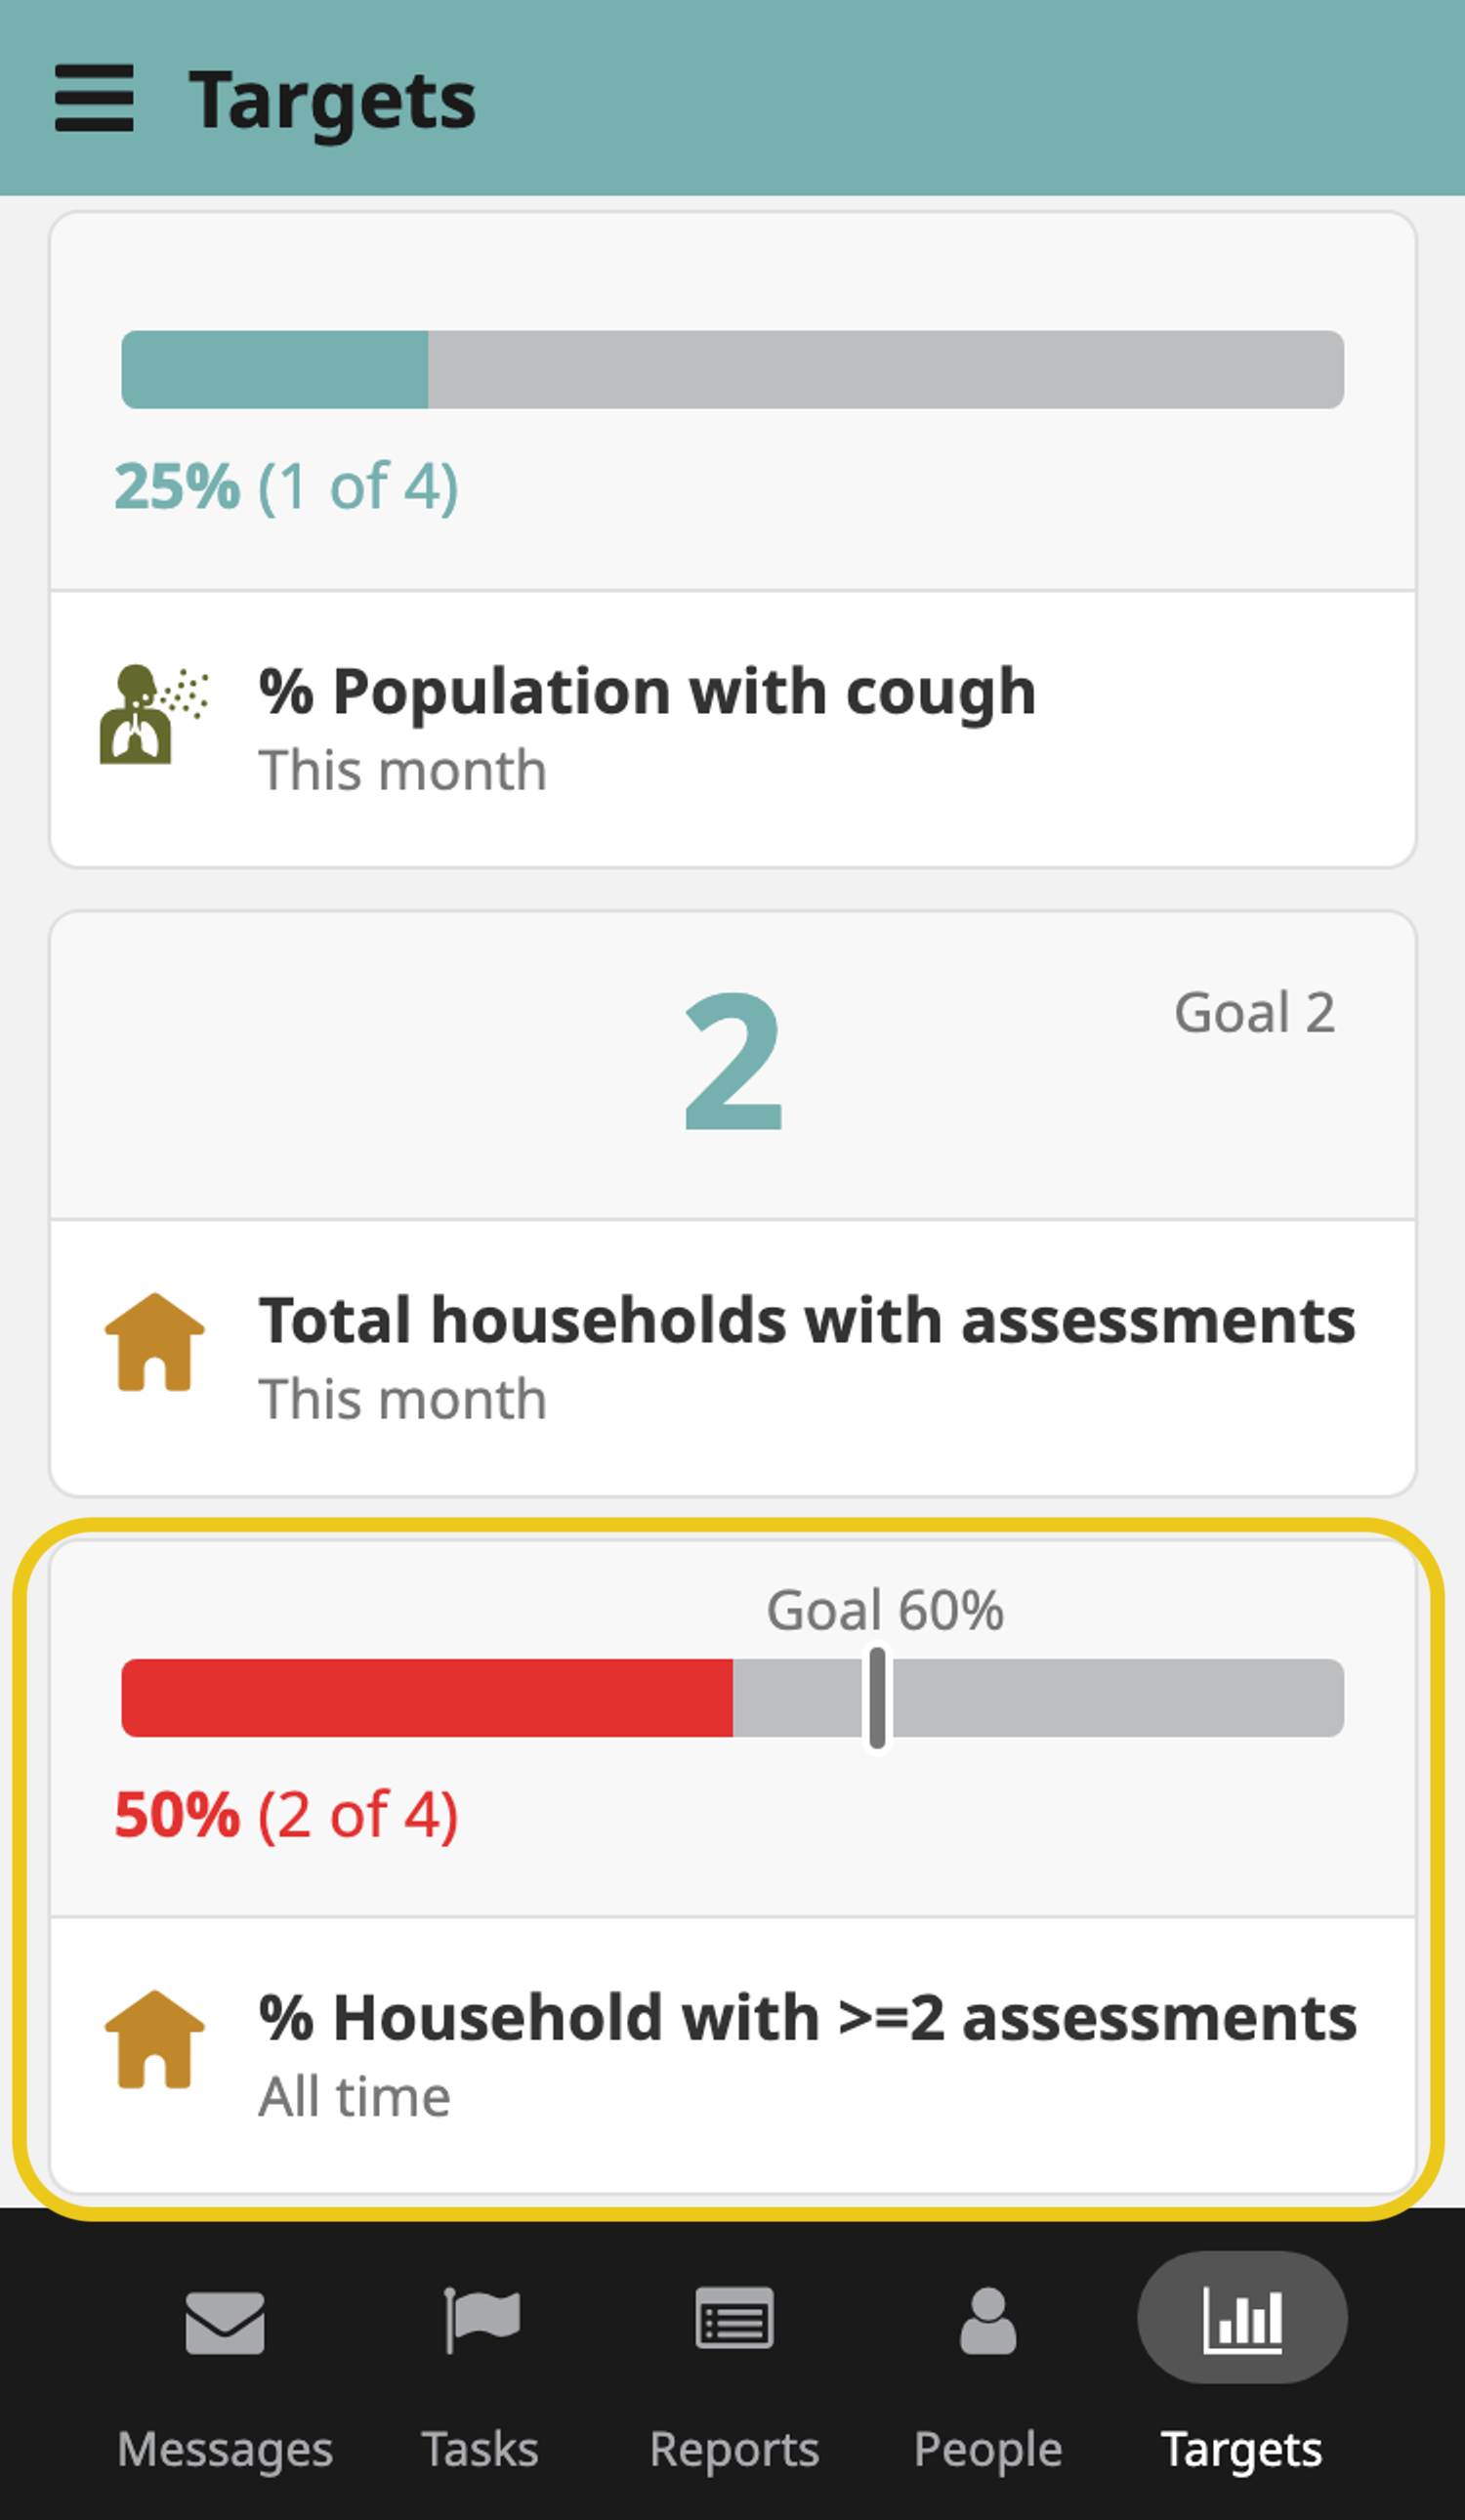 Targets
25% (1 of 4)
% Population with cough
This month
2
Goal 2
Total households with assessments
This month
Goal 60%
50% (2 of 4)
% Household with >=2 assessments
All time
Messages
Tasks
Reports
People
Targets